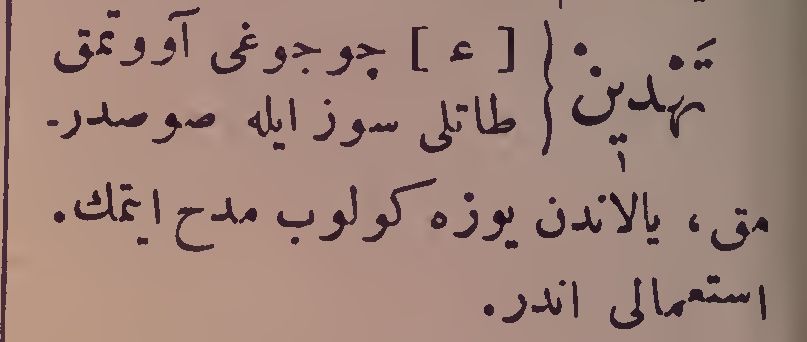 تَهْدِينْ { [ ع ] چوجوغى آووتمق
طاتلى سوز ايله صوصدر-
مق ، يالاندن يوزه كولوب مدح ايتمك.
استعمالى اندر.